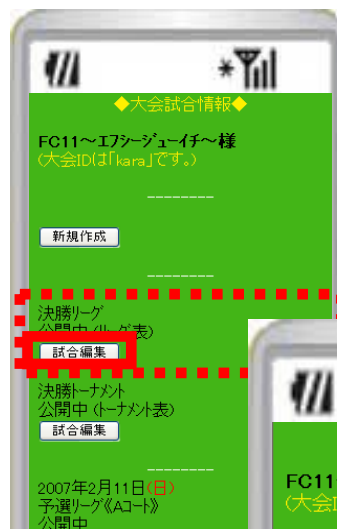 ◆大会試合情報◆
FC11～エフシージューイチ～様
(大会IDは「kara」です。)
--------
新規作成
--------
決勝リーグ
公開中 (リーグ表)
試合編集
決勝トーナメント
公開中 (トーナメント表)
試合編集
--------
2007年2月11日(日)
予選リーグ《Aコート》
公開中
FC11
(大会I